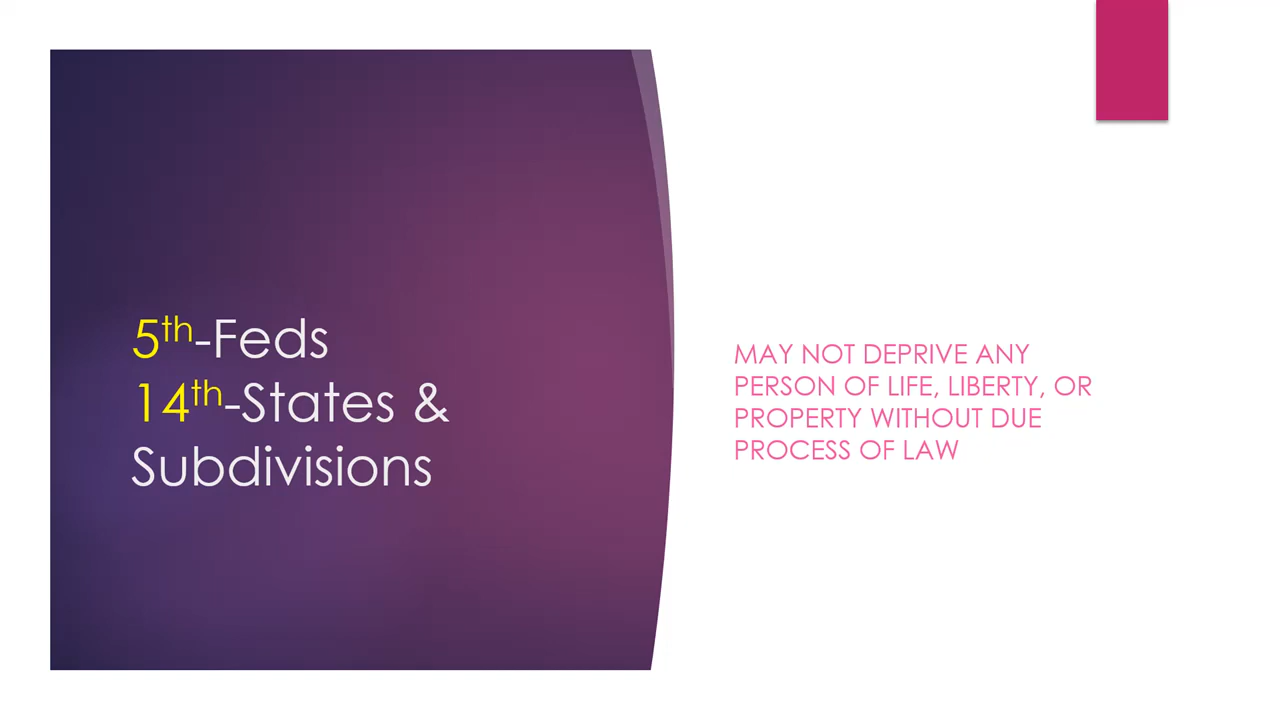 5th-Feds
14th-States &
Subdivisions
MAY NOT DEPRIVE ANY
PERSON OF LIFE, LIBERTY, OR
PROPERTY WITHOUT DUE
PROCESS OF LAW